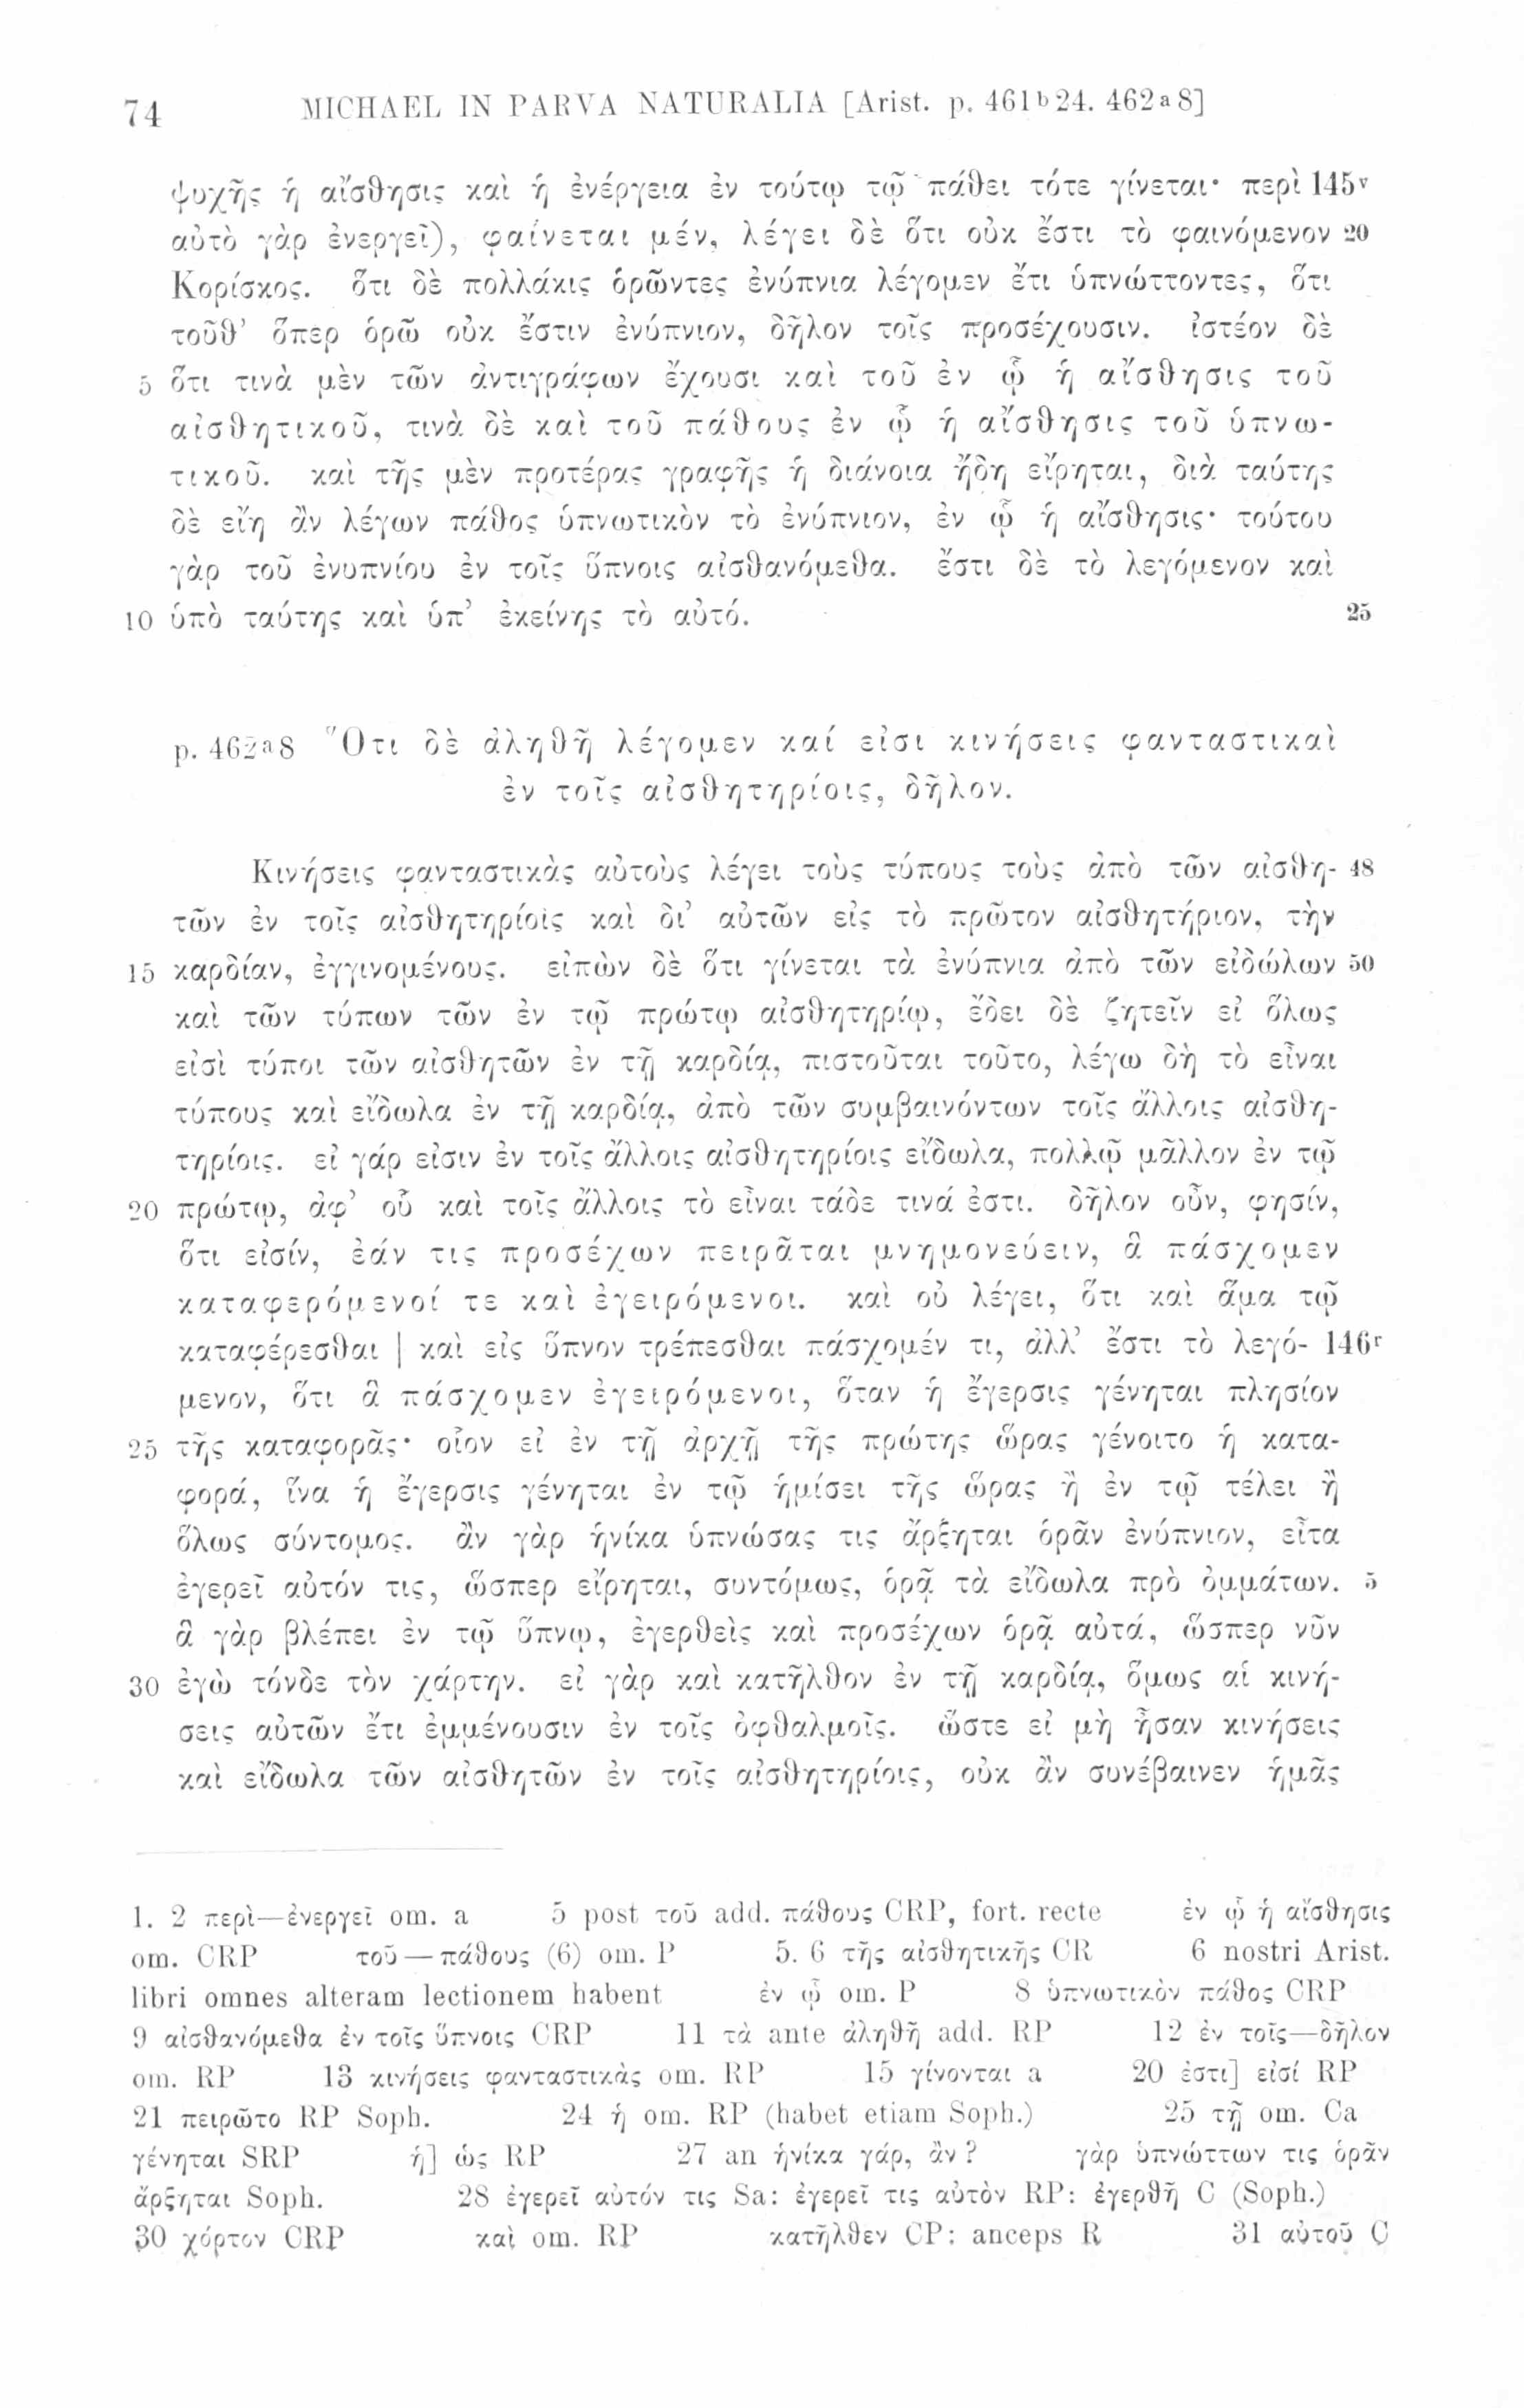 74 MICHAEL IN PARVA NATURALIA [Arist. p. 461b24. 462a8]
ψυχῆς ἡ αἴσθησις καὶ ἡ ἐνέργεια ἐν τούτῳ τῷ πάθει τότε γίνεται· περὶ 145v
αὐτὸ γὰρ ἐνεργεῖ), φαίνεται μέν, λέγει δὲ ὅτι οὐκ ἔστι τὸ φαινόμενον 20
Κορίσκος. ὅτι δὲ πολλάκις ὁρῶντες ἐνύπνια λέγομεν ἔτι ὑπνώττοντες, ὅτι
τοῦθ’ ὅπερ ὁρῶ οὐκ ἔστιν ἐνύπνιον, δῆλον τοῖς προσέχουσιν. ἰστέον δὲ
5 ὅτι τινὰ μὲν τῶν ἀντιγράφων ἔχουσι καὶ τοῦ ἐν ᾧ ἡ αἴσθησις τοῦ
αἰσθητικοῦ, τινὰ δὲ καὶ τοῦ πάθους ἐν ᾧ ἡ αἴσθησις τοῦ ὑπνω-
τικοῦ. καὶ τῆς μὲν προτέρας γραφῆς ἡ διάνοια ἤδη εἴρηται, διὰ ταύτης
δὲ εἴη ἂν λέγων πάθος ὑπνωτικὸν τὸ ἐνύπνιον, ἐν ᾧ ἡ αἴσθησις· τούτου
γὰρ τοῦ ἐνυπνίου ἐν τοῖς ὕπνοις αἰσθανόμεθα. ἔστι δὲ τὸ λεγόμενον καὶ
10 ὑπὸ ταύτης καὶ ὑπ’ ἐκείνης τὸ αὐτό. 25
p. 462a8 Ὅτι δὲ ἀληθῆ λέγομεν καί εἰσι κινήσεις φανταστικαὶ
ἐν τοῖς αἰσθητηρίοις, δῆλον.
Κινήσεις φανταστικὰς αὐτοὺς λέγει τοὺς τύπους τοὺς ἀπὸ τῶν αἰσθη- 48
τῶν ἐν τοῖς αἰσθητηρίοις καὶ δι’ αὐτῶν εἰς τὸ πρῶτον αἰσθητήριον, τὴν
15 καρδίαν, ἐγγινομένους. εἰπὼν δὲ ὅτι γίνεται τὰ ἐνύπνια ἀπὸ τῶν εἰδώλων 50
καὶ τῶν τύπων τῶν ἐν τῷ πρώτῳ αἰσθητηρίῳ, ἔδει δὲ ζητεῖν εἰ ὅλως
εἰσὶ τύποι τῶν αἰσθητῶν ἐν τῇ καρδίᾳ, πιστοῦται τοῦτο, λέγω δὴ τὸ εἶναι
τύπους καὶ εἴδωλα ἐν τῇ καρδίᾳ, ἀπὸ τῶν συμβαινόντων τοῖς ἄλλοις αἰσθη-
τηρίοις. εἰ γάρ εἰσιν ἐν τοῖς ἄλλοις αἰσθητηρίοις εἴδωλα, πολλῷ μᾶλλον ἐν τῷ
20 πρώτῳ, ἀφ’ οὗ καὶ τοῖς ἄλλοις τὸ εἶναι τάδε τινά ἐστι. δῆλον οὖν, φησίν,
ὅτι εἰσίν, ἐάν τις προσέχων πειρᾶται μνημονεύειν, ἃ πάσχομεν
καταφερόμενοί τε καὶ ἐγειρόμενοι. καὶ οὐ λέγει, ὅτι καὶ ἅμα τῷ
καταφέρεσθαι | καὶ εἰς ὕπνον τρέπεσθαι πάσχομέν τι, ἀλλ’ ἔστι τὸ λεγό- 146r
μενον, ὅτι ἃ πάσχομεν ἐγειρόμενοι, ὅταν ἡ ἔγερσις γένηται πλησίον
25 τῆς καταφορᾶς· οἷον εἰ ἐν τῇ ἀρχῇ τῆς πρώτης ὥρας γένοιτο ἡ κατα-
φορά, ἵνα ἡ ἔγερσις γένηται ἐν τῷ ἡμίσει τῆς ὥρας ἢ ἐν τῷ τέλει ἢ
ὅλως σύντομος. ἂν γὰρ ἡνίκα ὑπνώσας τις ἄρξηται ὁρᾶν ἐνύπνιον, εἶτα
ἐγερεῖ αὐτόν τις, ὥσπερ εἴρηται, συντόμως, ὁρᾷ τὰ εἴδωλα πρὸ ὀμμάτων. 5
ἃ γὰρ βλέπει ἐν τῷ ὕπνῳ, ἐγερθεὶς καὶ προσέχων ὁρᾷ αὐτά, ὥσπερ νῦν
30 ἐγὼ τόνδε τὸν χάρτην. εἰ γὰρ καὶ κατῆλθον ἐν τῇ καρδίᾳ, ὅμως αἱ κινή-
σεις αὐτῶν ἔτι ἐμμένουσιν ἐν τοῖς ὀφθαλμοῖς. ὥστε εἰ μὴ ἦσαν κινήσεις
καὶ εἴδωλα τῶν αἰσθητῶν ἐν τοῖς αἰσθητηρίοις, οὐκ ἂν συνέβαινεν ἡμᾶς
1. 2 περὶ—ἐνεργεῖ om. a 5 post τοῦ add. πάθους CRP, fort. recte ἐν ᾧ ἡ αἴσθησις
om. CRP τοῦ—πάθους (6) om. P 5. 6 τῆς αἰσθητικῆς CR 6 nostri Arist.
libri omnes alteram lectionem habent ἐν ᾧ om. P 8 ὑπνωτικὸν πάθος CRP
9 αἰσθανόμεθα ἐν τοῖς ὕπνοις CRP 11 τὰ ante ἀληθῆ add. RP 12 ἐν τοῖς—δῆλον
om. RP 13 κινήσεις φανταστικὰς om. RP 15 γίνονται a 20 ἐστι] εἰσί RP
21 πειρῶτο RP Soph. 24 ἡ om. RP (habet etiam Soph.) 25 τῇ om. Ca
γένηται SRP ἡ] ὡς RP 27 an ἡνίκα γάρ, ἂν? γὰρ ὑπνώττων τις ὁρᾶν
ἄρξηται Soph. 28 ἐγερεῖ αὐτόν τις Sa: ἐγερεῖ τις αὐτὸν RP: ἐγερθῇ C (Soph.)
30 χόρτον CRP καὶ om. RP κατῆλθεν CP: anceps R 31 αὐτοῦ C